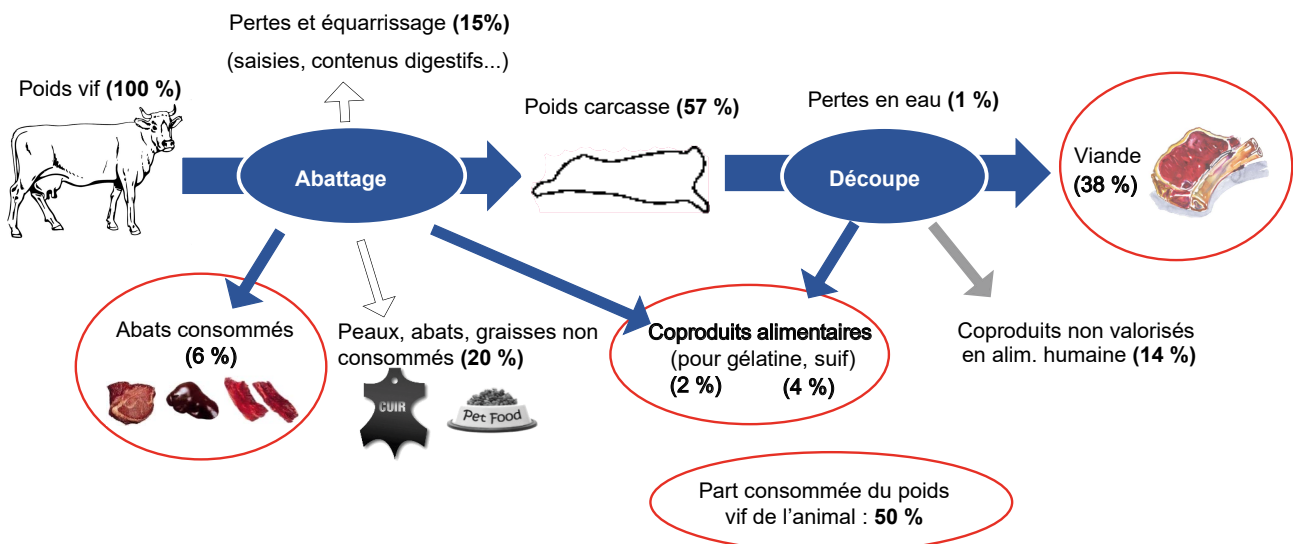 Pertes et équarrissage (15%)
(saisies, contenus digestifs...)
Poids vif (100 %)
Poids carcasse (57 %)
Pertes en eau (1 %)
Abattage
Découpe
Viande
(38 %)
Abats consommés
(6 %)
Peaux, abats, graisses non
consommés (20 %)
CUIR
Pet Food
Coproduits alimentaires
(pour gélatine, suif)
(2 %) (4 %)
Coproduits non valorisés
en alim. humaine (14 %)
Part consommée du poids
vif de l’animal : 50 %